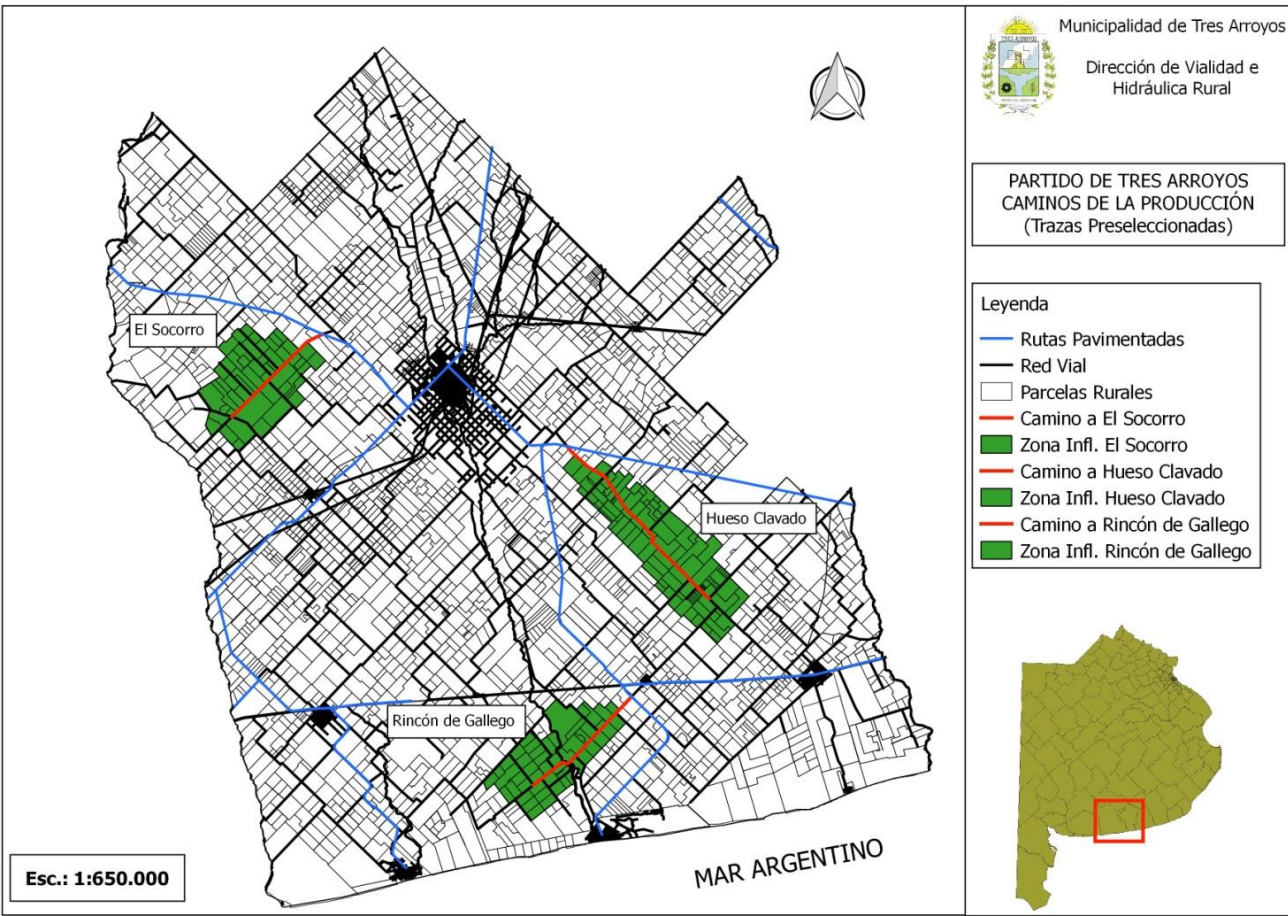 Municipalidad de Tres Arroyos
Dirección de Vialidad e
Hidráulica Rural
TRES ARROYOS
PARTIDO DE TRES ARROYOS
CAMINOS DE LA PRODUCCIÓN
(Trazas Preseleccionadas)
Leyenda
Rutas Pavimentadas
Red Vial
Parcelas Rurales
Camino a El Socorro
Zona Infl. El Socorro
Camino a Hueso Clavado
Zona Infl. Hueso Clavado
Camino a Rincón de Gallego
Zona Infl. Rincón de Gallego
El Socorro
Hueso Clavado
Rincón de Gallego
MAR ARGENTINO
Esc.: 1:650.000